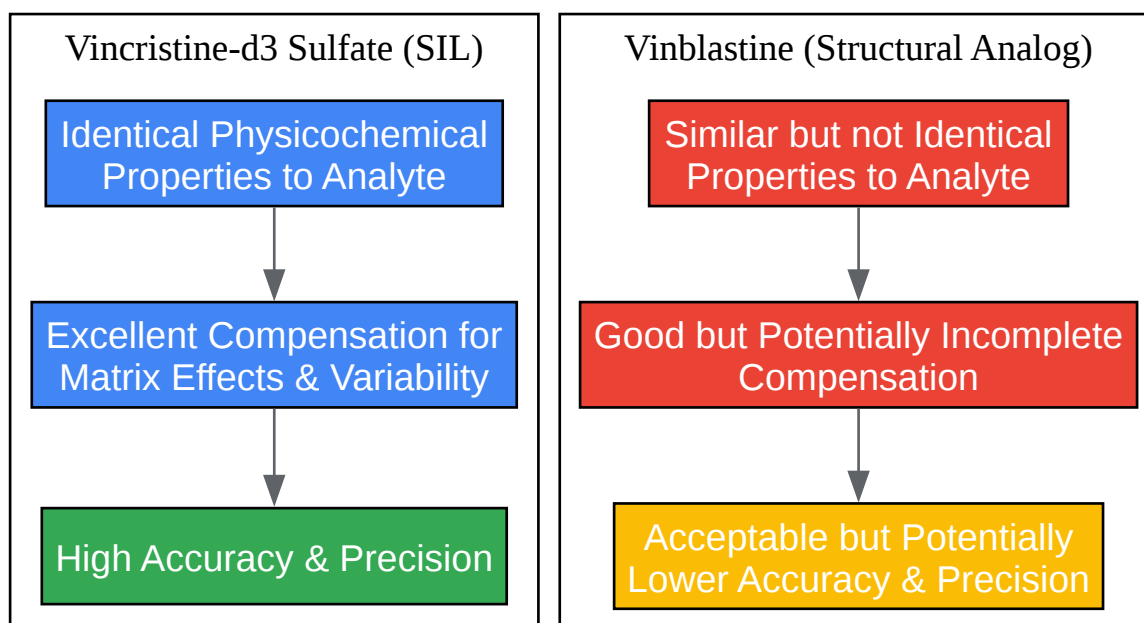 Vincristine-d3 Sulfate (SIL)
Identical Physicochemical
Properties to Analyte
Excellent Compensation for
Matrix Effects & Variability
High Accuracy & Precision
Vinblastine (Structural Analog)
Similar but not Identical
Properties to Analyte
Good but Potentially Incomplete
Compensation
Acceptable but Potentially
Lower Accuracy & Precision